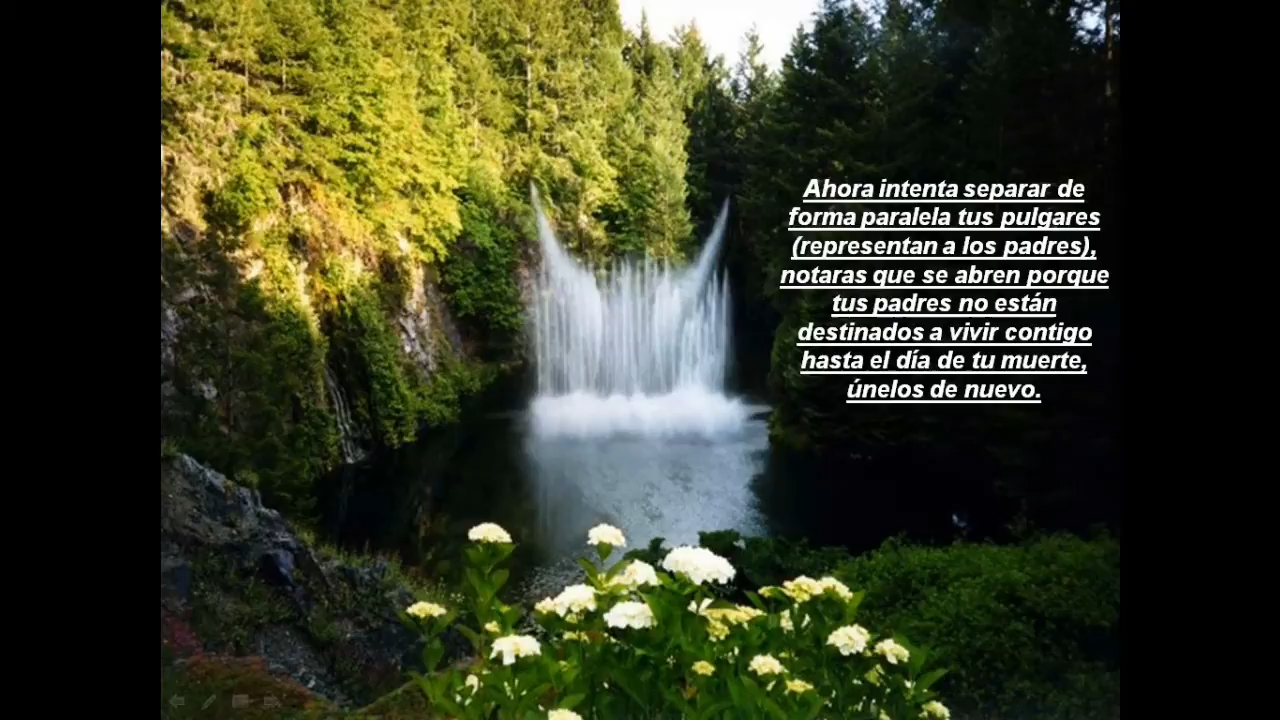 Ahora intenta separar de
forma paralela tus pulgares
(representan a los padres),
notaras que se abren porque
tus padres no están
destinados a vivir contigo
hasta el día de tu muerte,
únelos de nuevo.